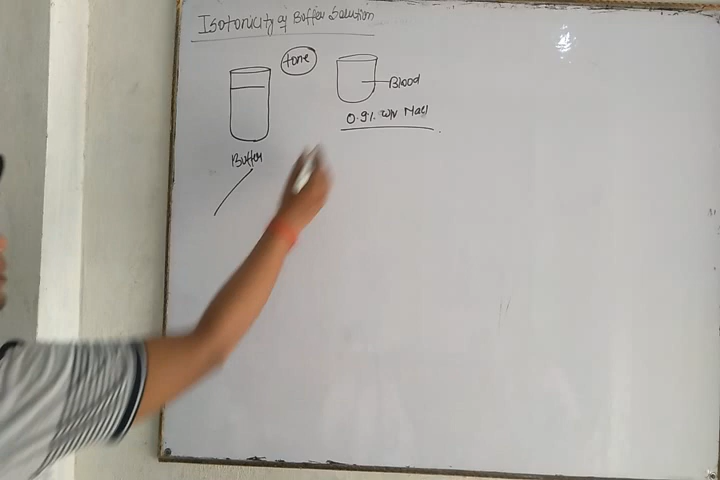 Isotonicity of Buffer Solution
tone
Blood
0.9% w/v NaCl
Buffer